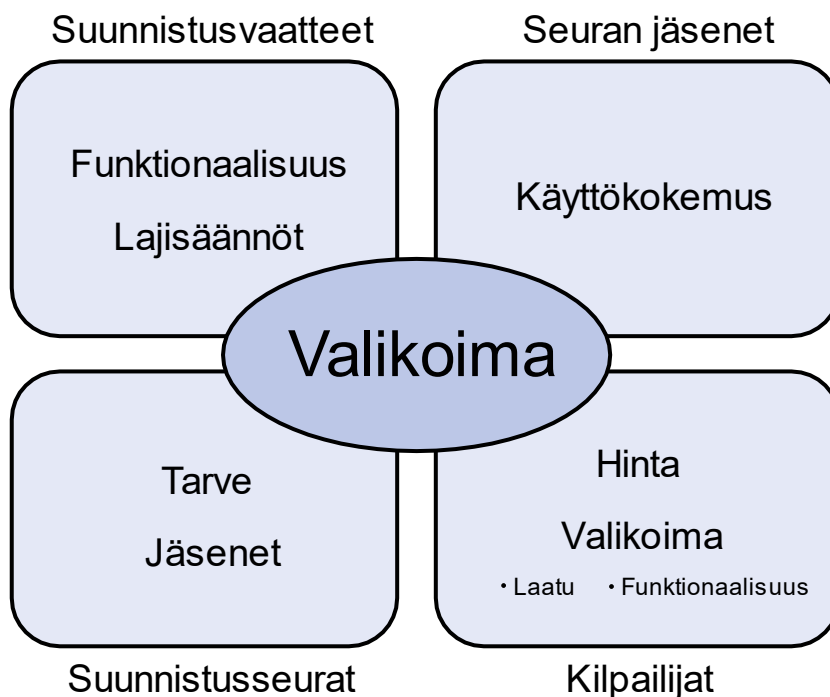 Suunnistusvaatteet
Seuran jäsenet
Funktionaalisuus
Lajisäännöt
Käyttökokemus
Valikoima
Tarve
Jäsenet
Hinta
Valikoima
• Laatu • Funktionaalisuus
Suunnistusseurat
Kilpailijat